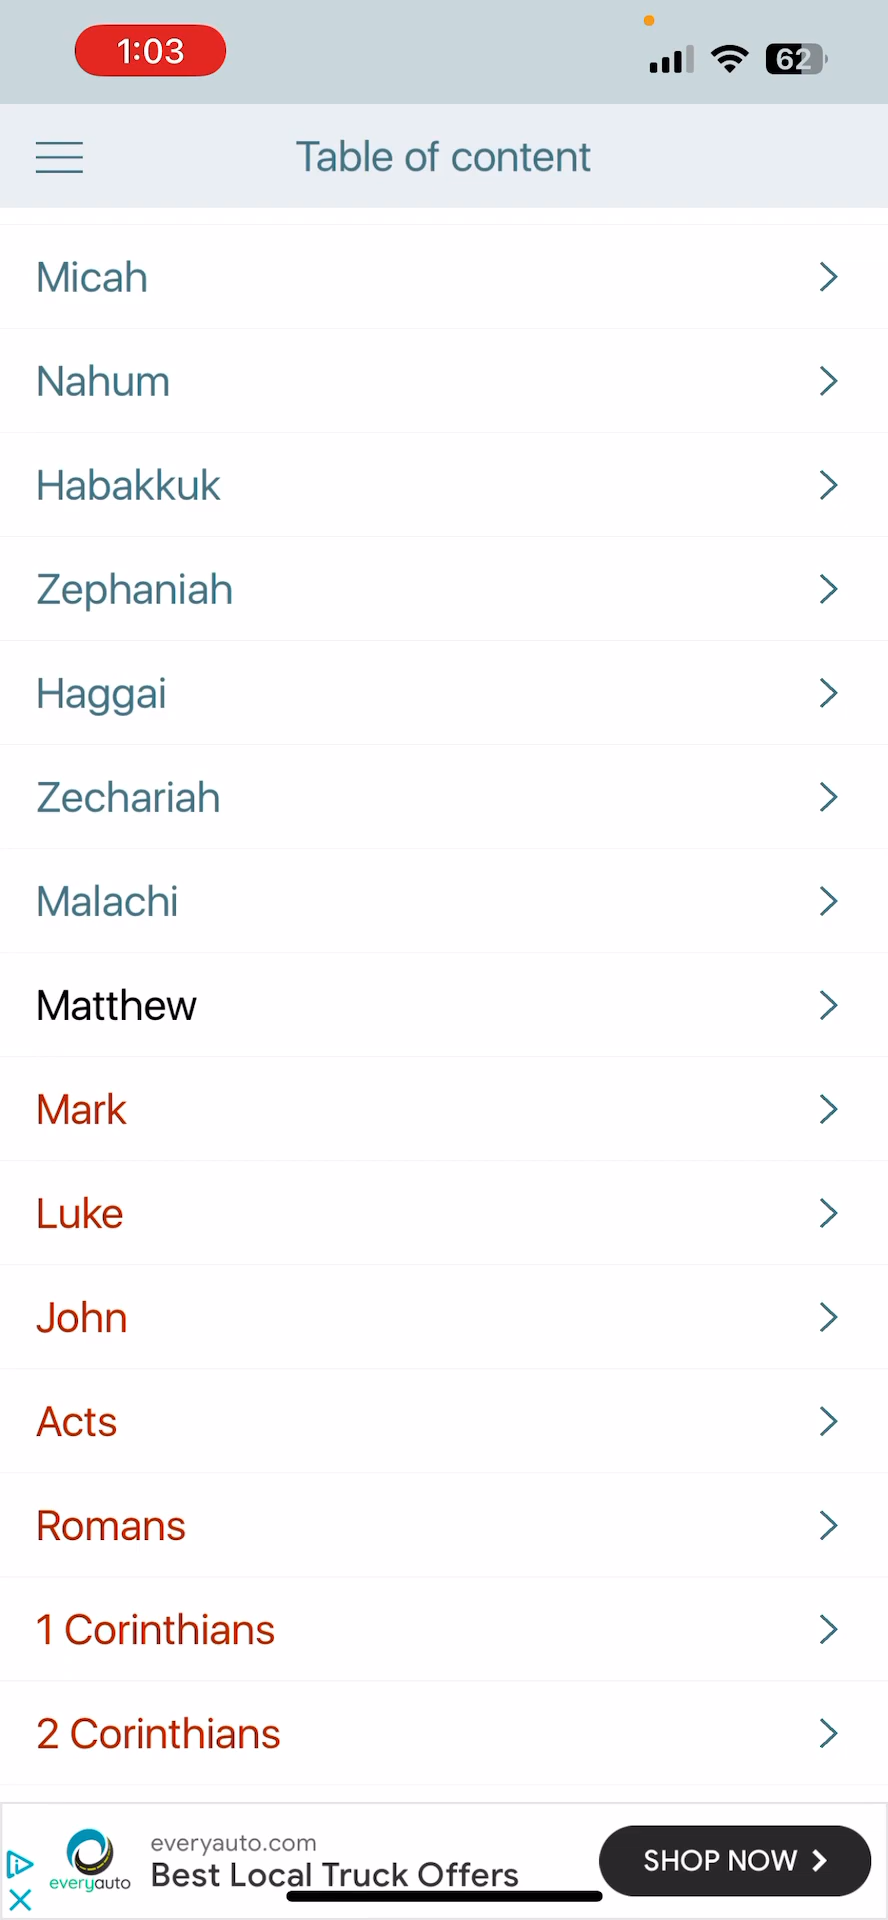 1:03
62
Table of content
Micah
Nahum
Habakkuk
Zephaniah
Haggai
Zechariah
Malachi
Matthew
Mark
Luke
John
Acts
Romans
1 Corinthians
2 Corinthians
everyauto.com
Best Local Truck Offers
everyauto
SHOP NOW